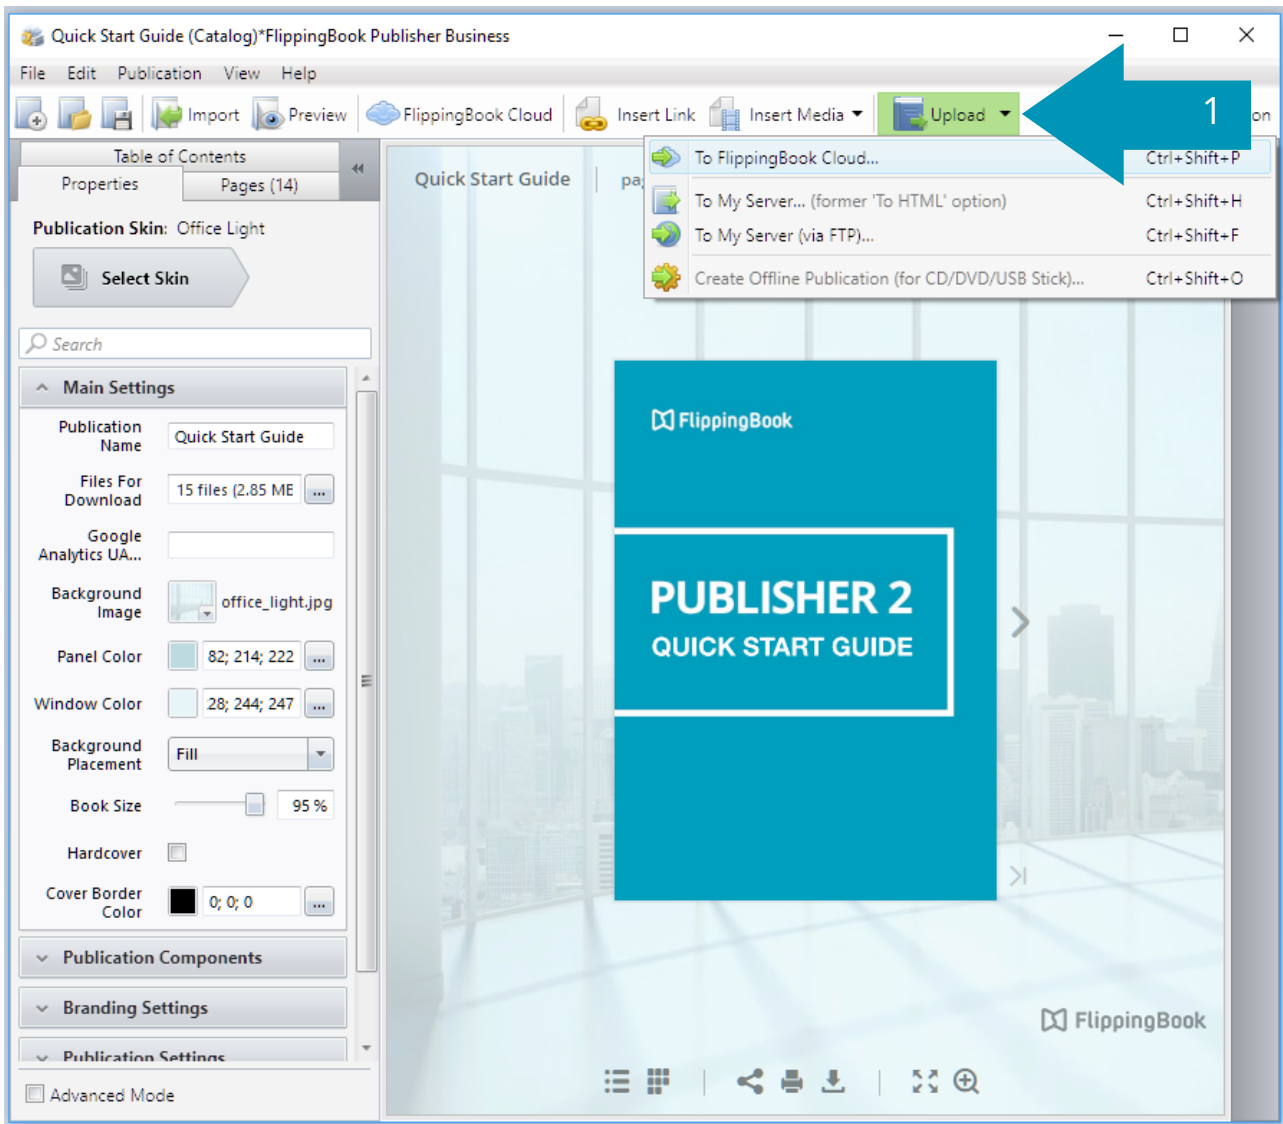 Quick Start Guide (Catalog)*FlippingBook Publisher Business
File Edit Publication View Help
Import Preview FlippingBook Cloud Insert Link Insert Media Upload 1 on
Table of Contents
Properties Pages (14)
Publication Skin: Office Light
Select Skin
Search
Main Settings
Publication
Name
Quick Start Guide
Files For
Download
15 files (2.85 ME
...
Google
Analytics UA...
Background
Image
office_light.jpg
Panel Color 82; 214; 222 ...
Window Color 28; 244; 247 ...
Background
Placement
Fill
Book Size 95 %
Hardcover
Cover Border
Color
0; 0; 0 ...
Publication Components
Branding Settings
Publication Settings
Advanced Mode
Quick Start Guide pa
To FlippingBook Cloud... Ctrl+Shift+P
To My Server... (former 'To HTML' option) Ctrl+Shift+H
To My Server (via FTP)... Ctrl+Shift+F
Create Offline Publication (for CD/DVD/USB Stick)... Ctrl+Shift+O
FlippingBook
PUBLISHER 2
QUICK START GUIDE
FlippingBook